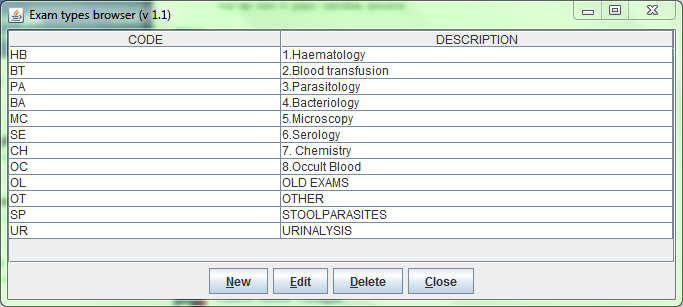 Exam types browser (v 1.1)
CODE DESCRIPTION
HB 1.Haematology
BT 2.Blood transfusion
PA 3.Parasitology
BA 4.Bacteriology
MC 5.Microscopy
SE 6.Serology
CH 7. Chemistry
OC 8.Occult Blood
OL OLD EXAMS
OT OTHER
SP STOOLPARASITES
UR URINALYSIS
New Edit Delete Close